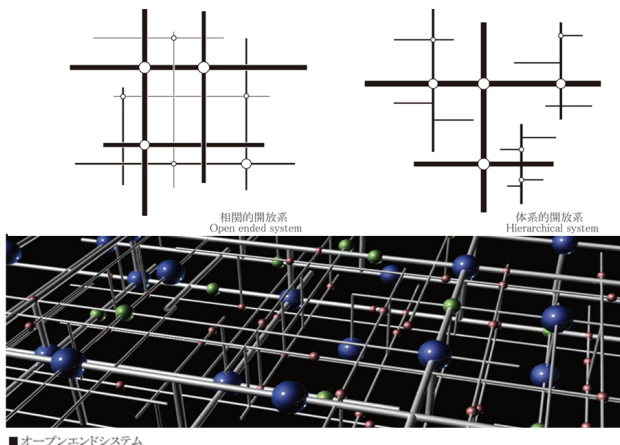 相関的開放系
Open ended system
体系的開放系
Hierarchical system
■ オープンエンドシステム